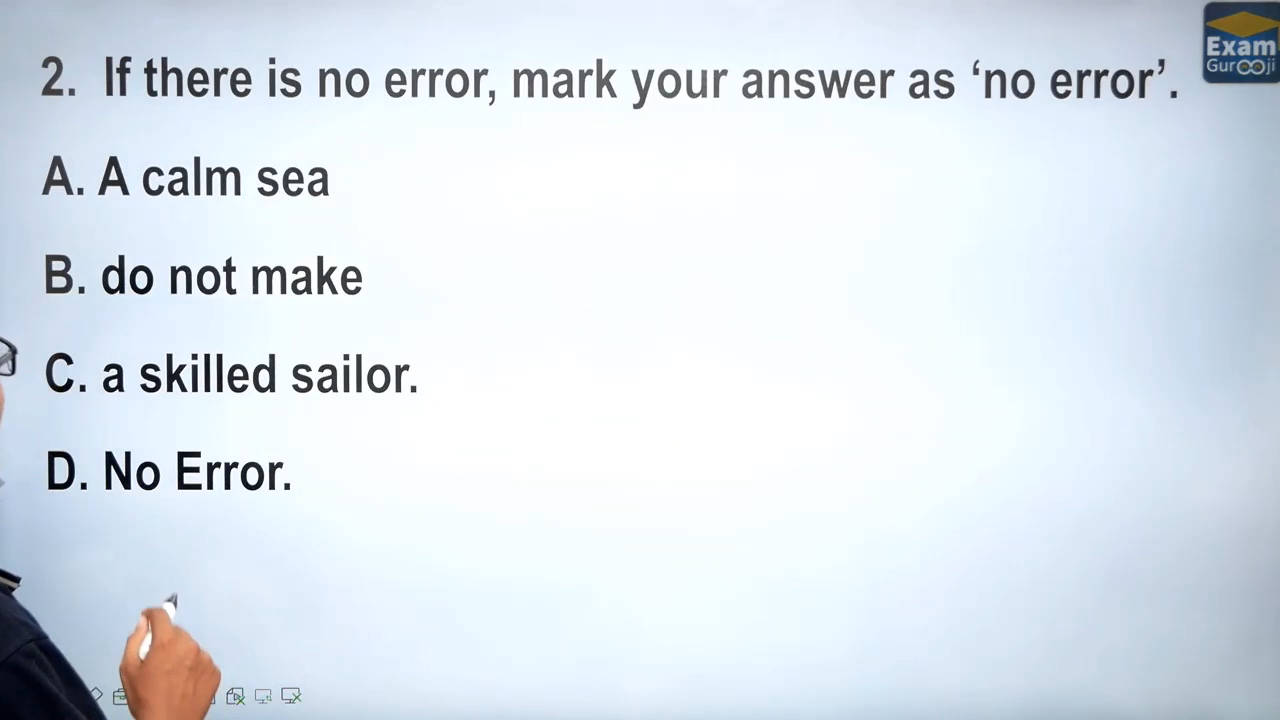 Exam
Gurooji
2. If there is no error, mark your answer as ‘no error’.
A. A calm sea
B. do not make
C. a skilled sailor.
D. No Error.